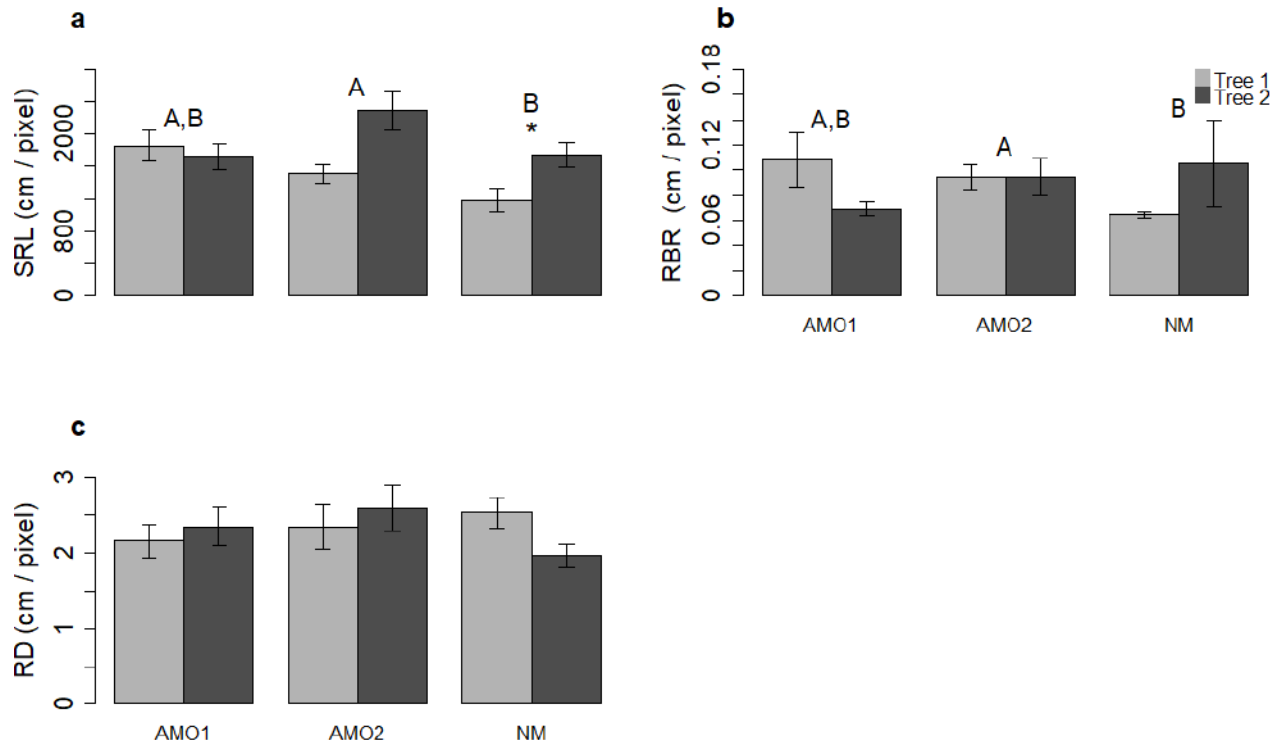 a
SRL (cm / pixel)
0
800
2000
A,B
A
B
*
b
RBR (cm / pixel)
0
0.06
0.12
0.18
A,B
A
B
Tree 1
Tree 2
AMO1
AMO2
NM
c
RD (cm / pixel)
0
1
2
3
AMO1
AMO2
NM